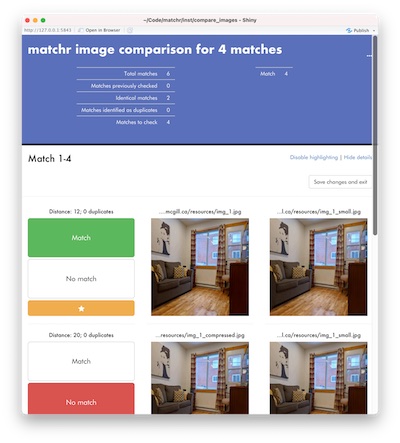 ~/Code/matchr/inst/compare_images - Shiny
http://127.0.0.1:5843 Open in Browser Publish
matchr image comparison for 4 matches
Total matches 6 Match 4
Matches previously checked 0
Identical matches 2
Matches identified as duplicates 0
Matches to check 4
Match 1-4 Disable highlighting | Hide details
Save changes and exit
Distance: 12; 0 duplicates ...mcgill.ca/resources/img_1.jpg ...l.ca/resources/img_1_small.jpg
Match
No match
Distance: 20; 0 duplicates ...resources/img_1_compressed.jpg ...l.ca/resources/img_1_small.jpg
Match
No match